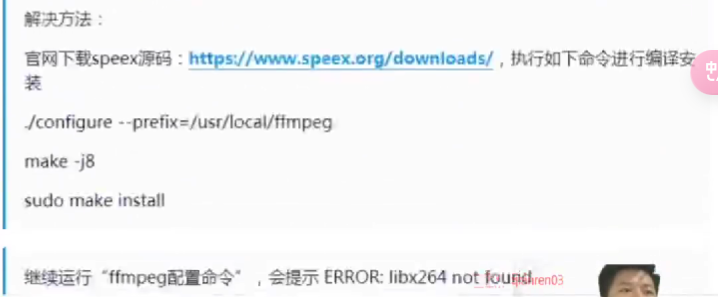 解决方法：
官网下载speex源码：https://www.speex.org/downloads/，执行如下命令进行编译安
装
./configure --prefix=/usr/local/ffmpeg
make -j8
sudo make install
继续运行“ffmpeg配置命令”，会提示 ERROR: libx264 not found